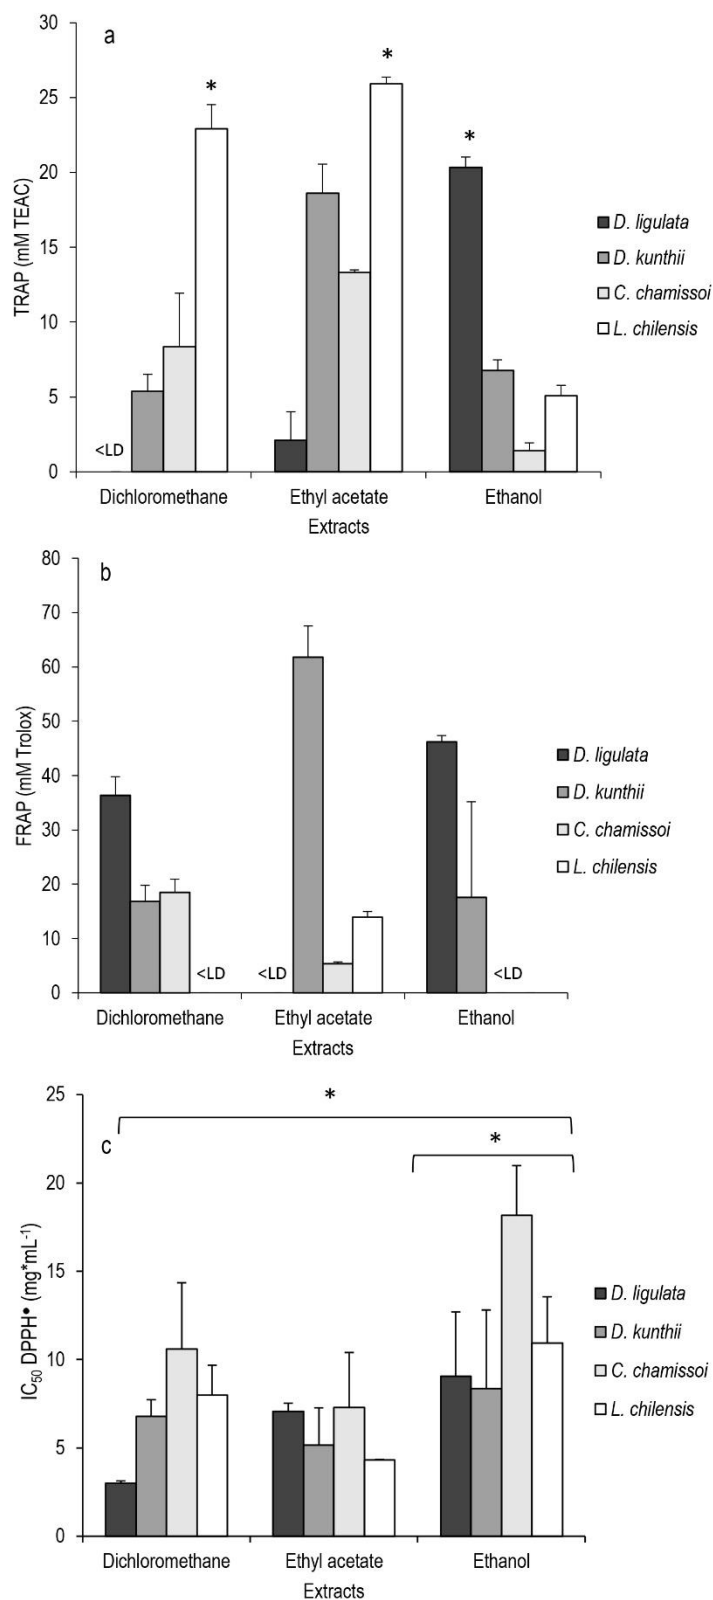 a
TRAP (mM TEAC)
30
25
20
15
10
5
0
*
*
*
<LD
Dichloromethane
Ethyl acetate
Ethanol
Extracts
D. ligulata
D. kunthii
C. chamissoi
L. chilensis
b
FRAP (mM Trolox)
80
70
60
50
40
30
20
10
0
<LD
<LD
<LD
Dichloromethane
Ethyl acetate
Ethanol
Extracts
D. ligulata
D. kunthii
C. chamissoi
L. chilensis
c
IC50 DPPH• (mg*mL-1)
25
20
15
10
5
0
*
*
Dichloromethane
Ethyl acetate
Ethanol
Extracts
D. ligulata
D. kunthii
C. chamissoi
L. chilensis